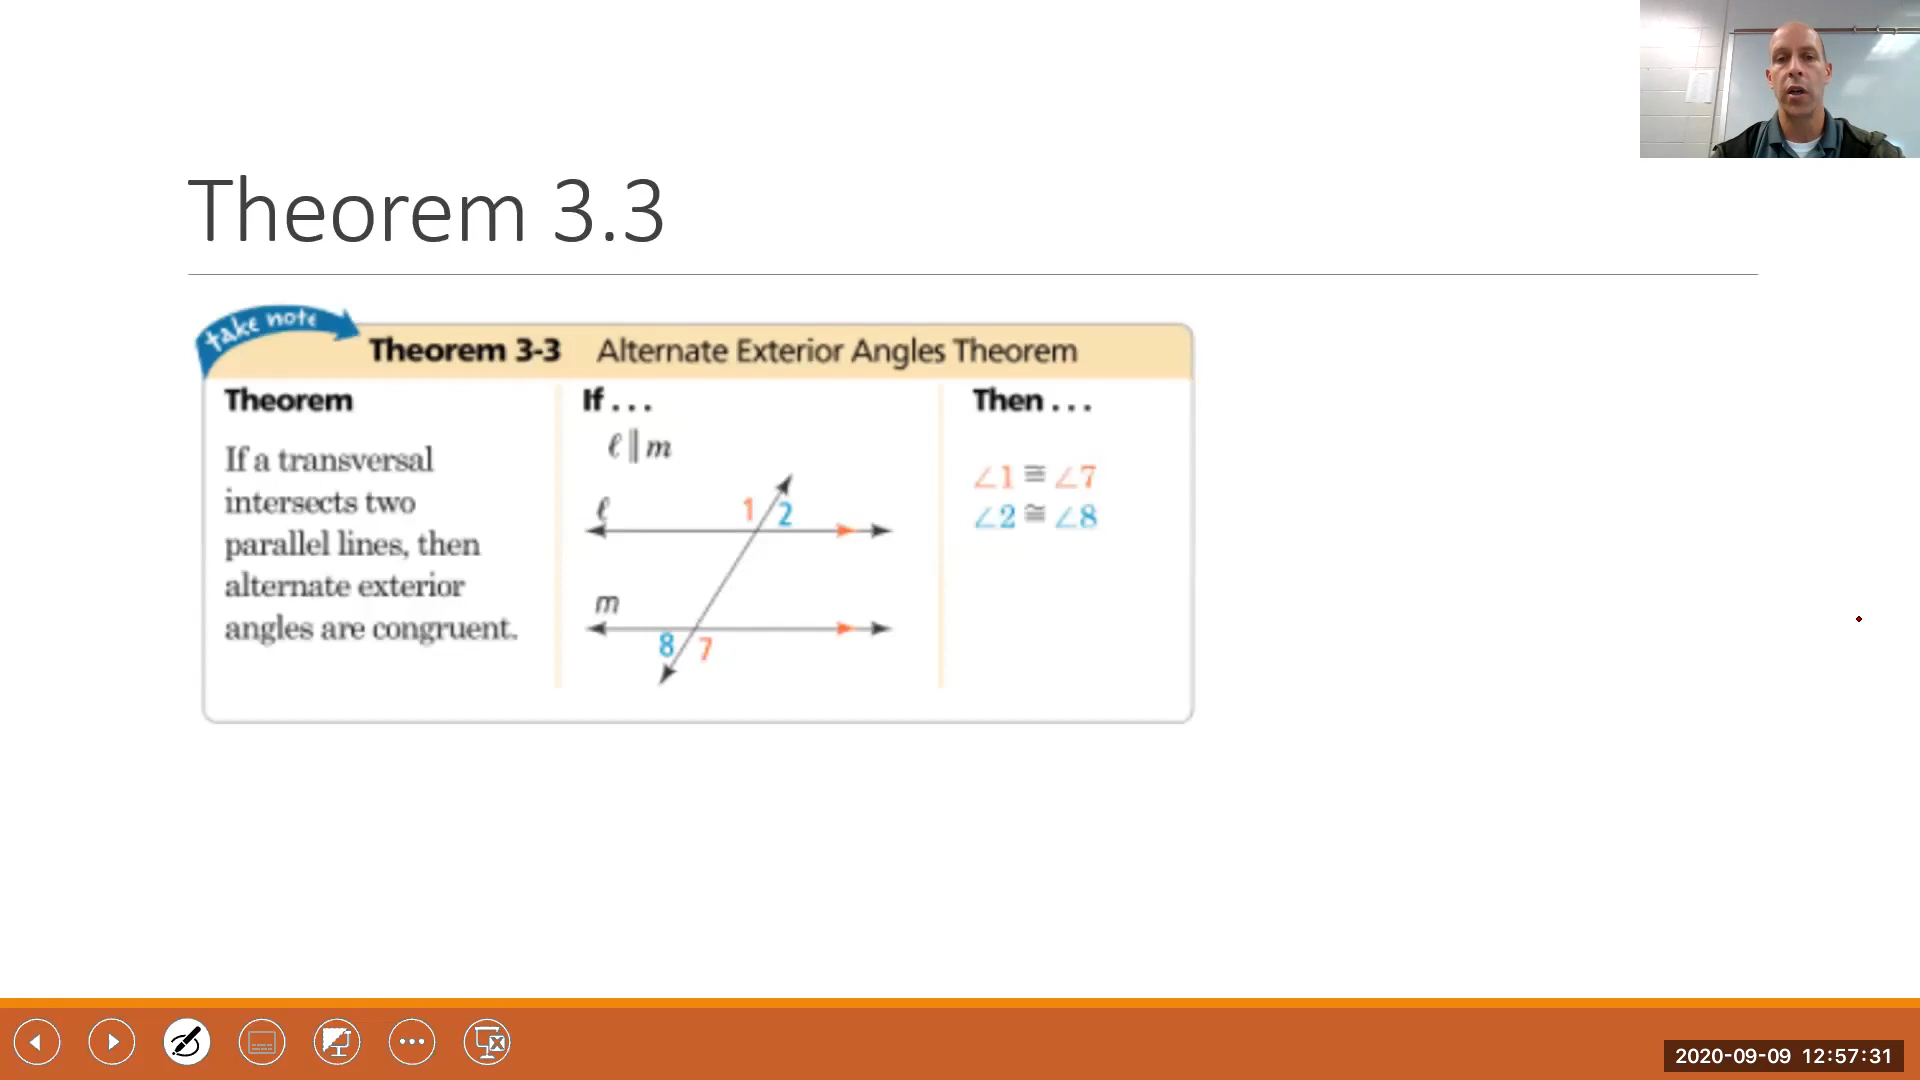 Theorem 3.3
take note
Theorem 3-3 Alternate Exterior Angles Theorem
Theorem
If a transversal
intersects two
parallel lines, then
alternate exterior
angles are congruent.
If . . .
ℓ ∥ m
ℓ
1 2
m
8 7
Then . . .
∠1 ≅ ∠7
∠2 ≅ ∠8
2020-09-09 12:57:31